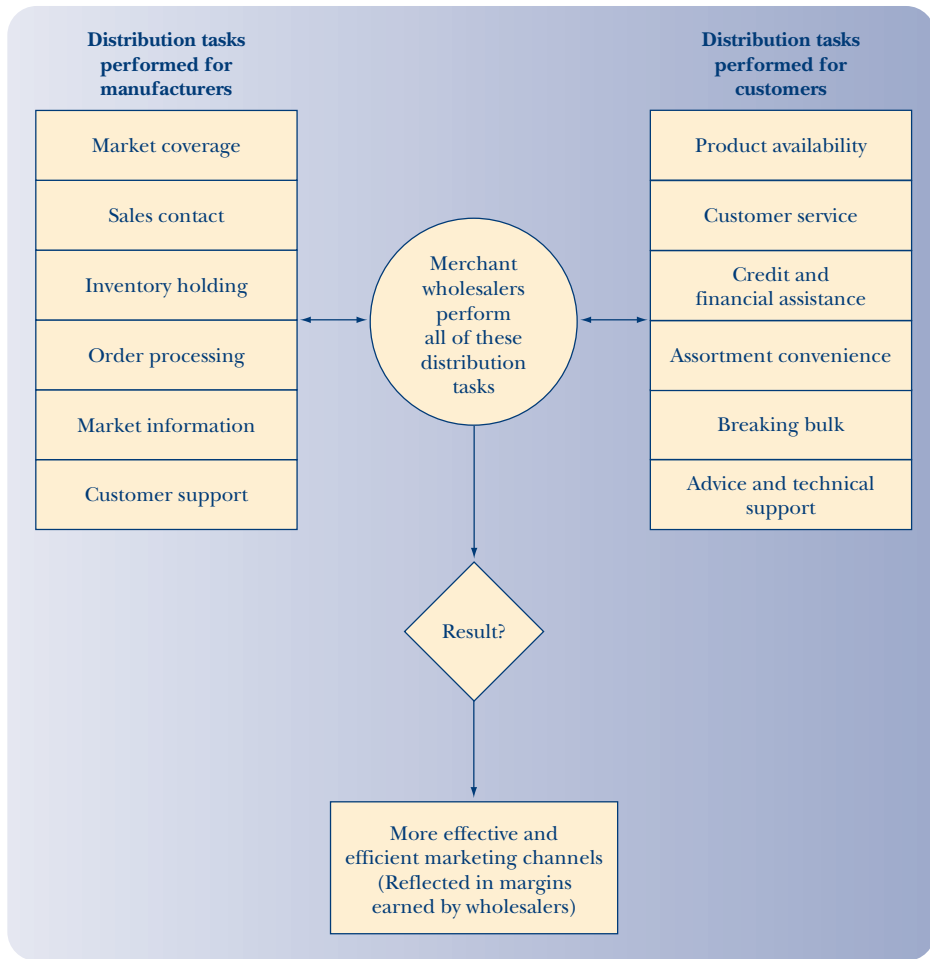 Distribution tasks
performed for
manufacturers
Market coverage
Sales contact
Inventory holding
Order processing
Market information
Customer support
Merchant
wholesalers
perform
all of these
distribution
tasks
Distribution tasks
performed for
customers
Product availability
Customer service
Credit and
financial assistance
Assortment convenience
Breaking bulk
Advice and technical
support
Result?
More effective and
efficient marketing channels
(Reflected in margins
earned by wholesalers)